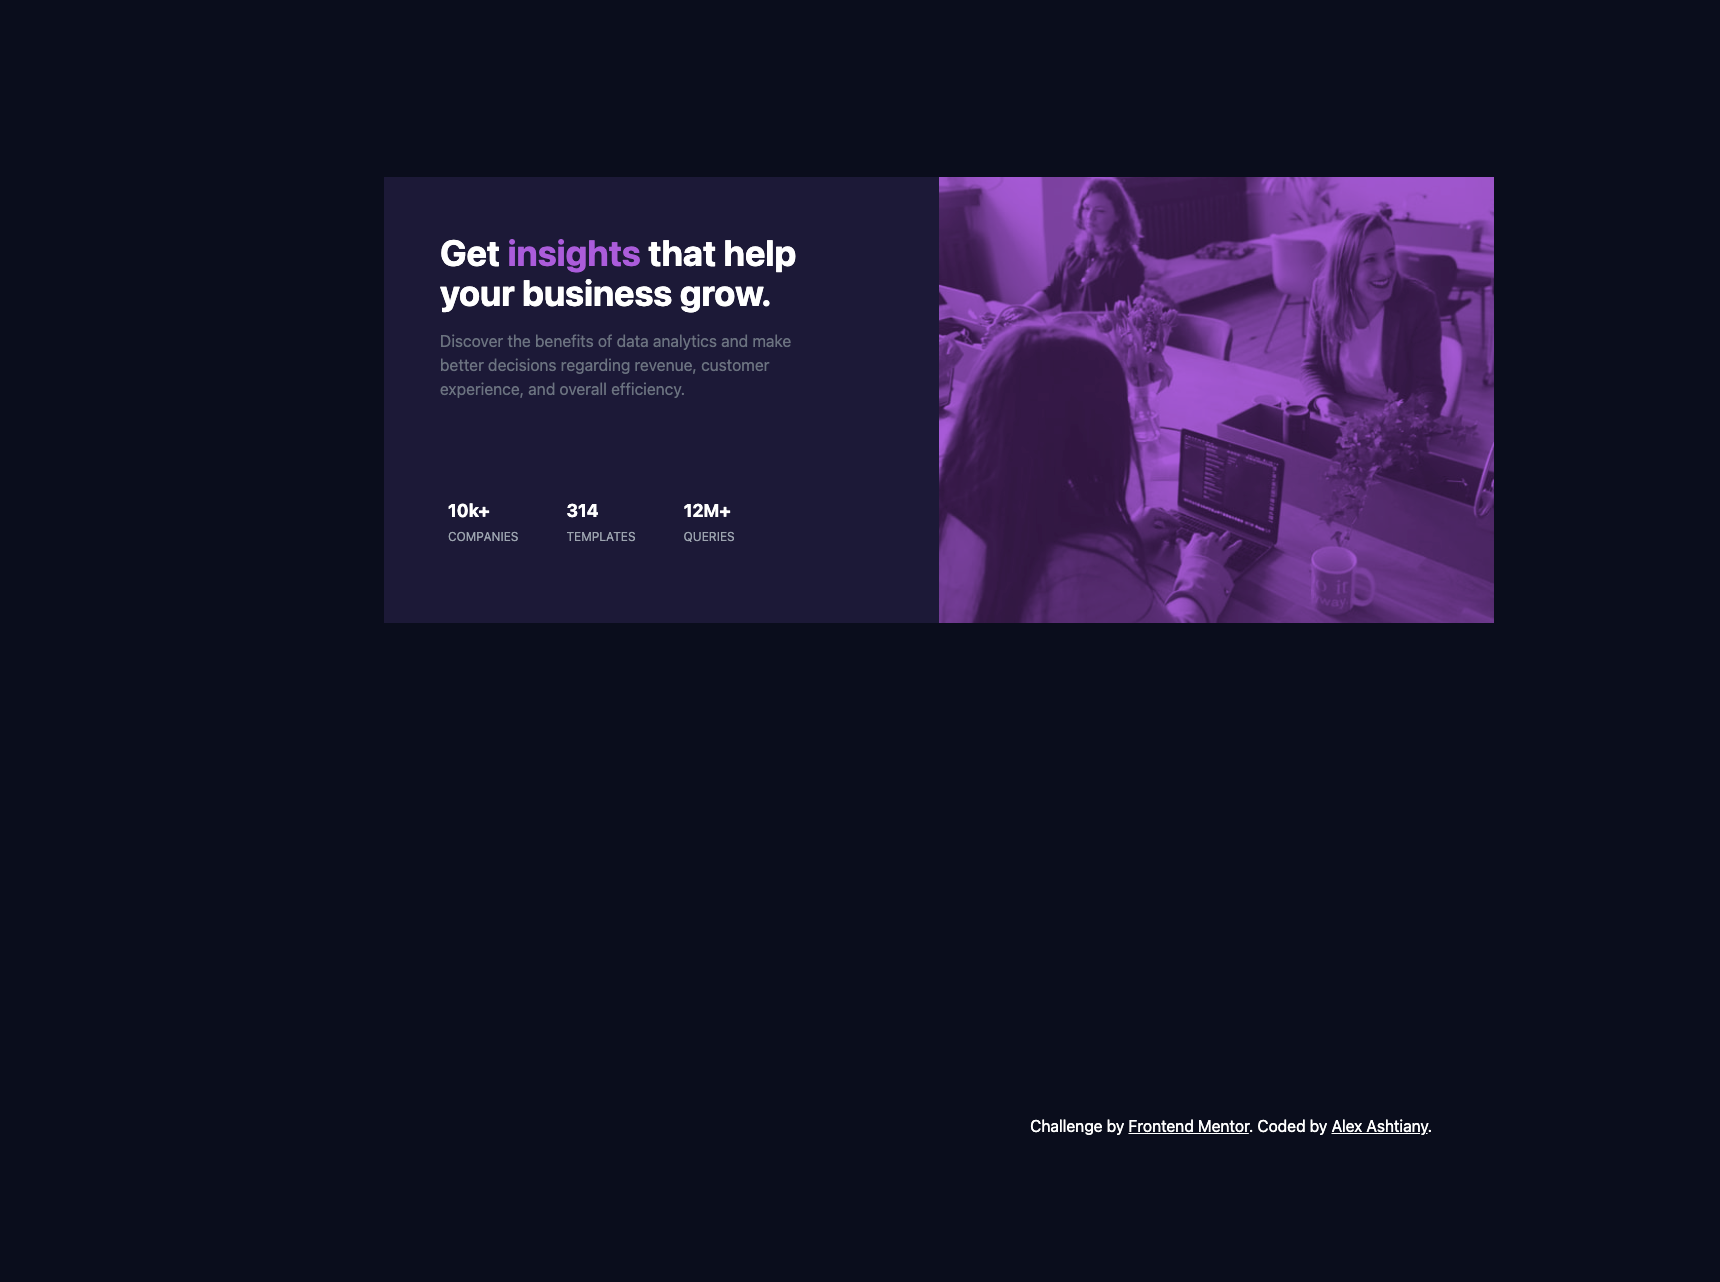 Get insights that help
your business grow.
Discover the benefits of data analytics and make
better decisions regarding revenue, customer
experience, and overall efficiency.
10k+ 314 12M+
COMPANIES TEMPLATES QUERIES
Challenge by Frontend Mentor. Coded by Alex Ashtiany.